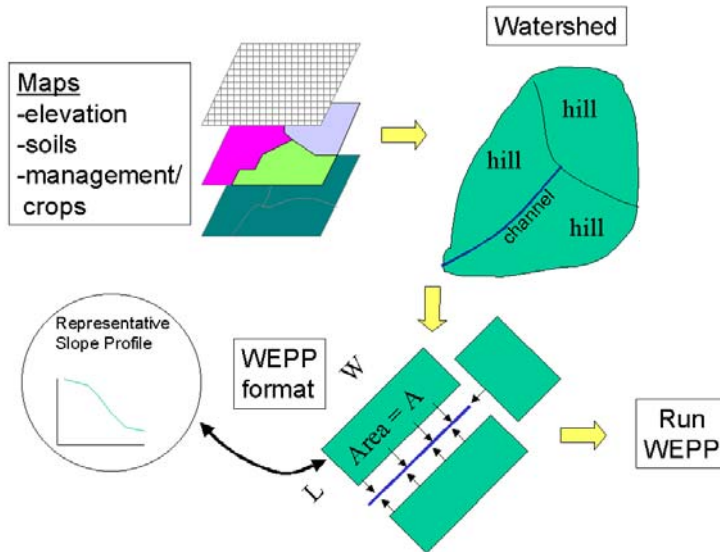 Watershed
Maps
-elevation
-soils
-management/
crops
hill
hill
hill
channel
Representative
Slope Profile
WEPP
format
W
Area = A
L
Run
WEPP